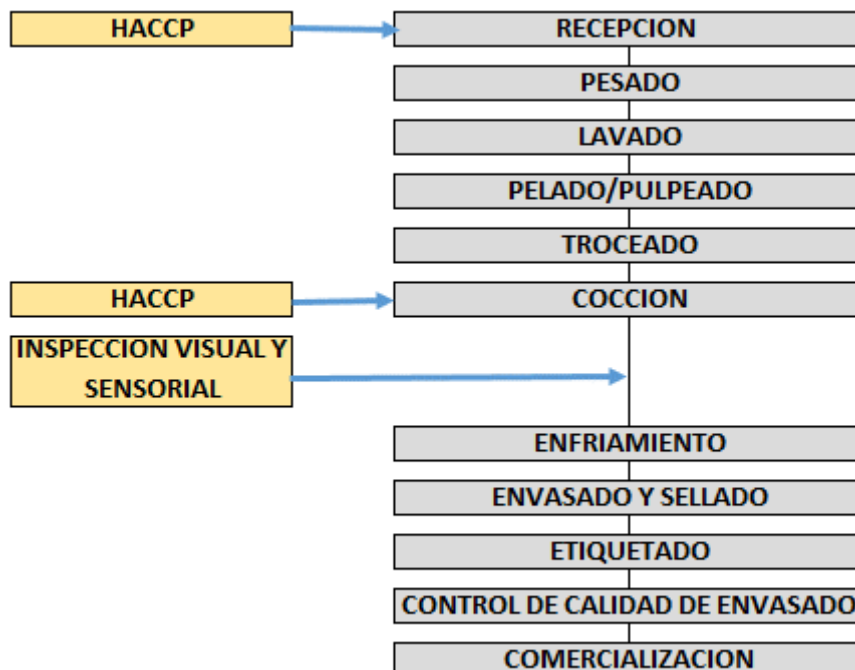 HACCP
RECEPCION
PESADO
LAVADO
PELADO/PULPEADO
TROCEADO
HACCP
COCCION
INSPECCION VISUAL Y
SENSORIAL
ENFRIAMIENTO
ENVASADO Y SELLADO
ETIQUETADO
CONTROL DE CALIDAD DE ENVASADO
COMERCIALIZACION